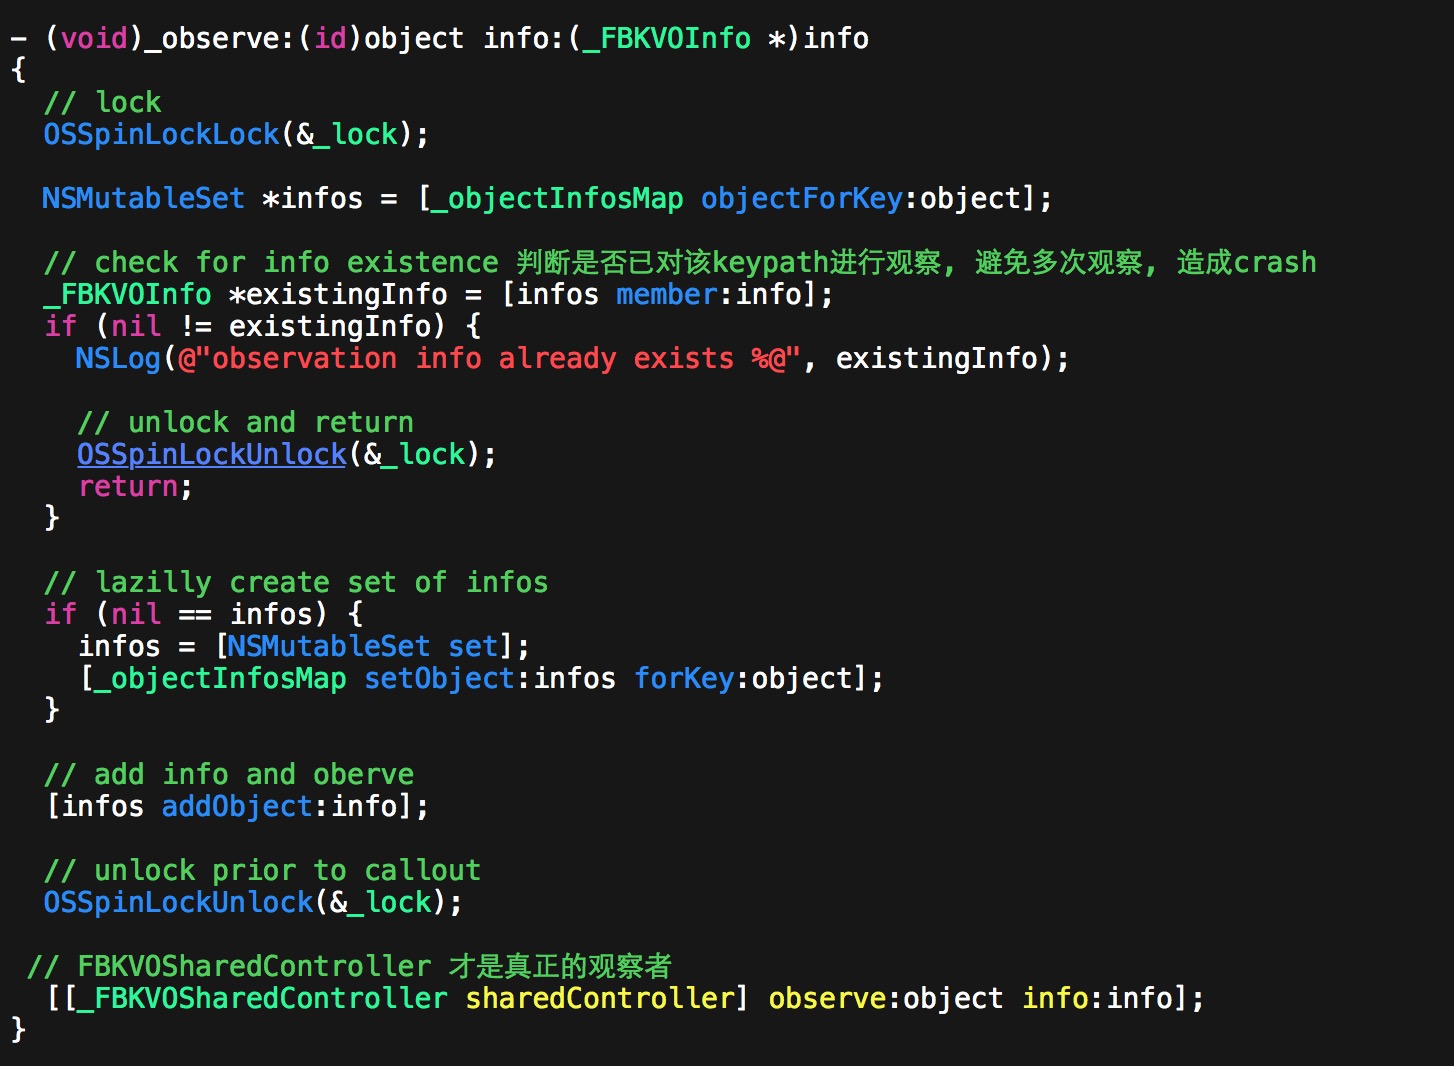 - (void)_observe:(id)object info:(_FBKVOInfo *)info
{
// lock
OSSpinLockLock(&_lock);
NSMutableSet *infos = [_objectInfosMap objectForKey:object];
// check for info existence 判断是否已对该keypath进行观察, 避免多次观察, 造成crash
_FBKVOInfo *existingInfo = [infos member:info];
if (nil != existingInfo) {
NSLog(@"observation info already exists %@", existingInfo);
// unlock and return
OSSpinLockUnlock(&_lock);
return;
}
// lazilly create set of infos
if (nil == infos) {
infos = [NSMutableSet set];
[_objectInfosMap setObject:infos forKey:object];
}
// add info and oberve
[infos addObject:info];
// unlock prior to callout
OSSpinLockUnlock(&_lock);
// FBKVOSharedController 才是真正的观察者
[[_FBKVOSharedController sharedController] observe:object info:info];
}